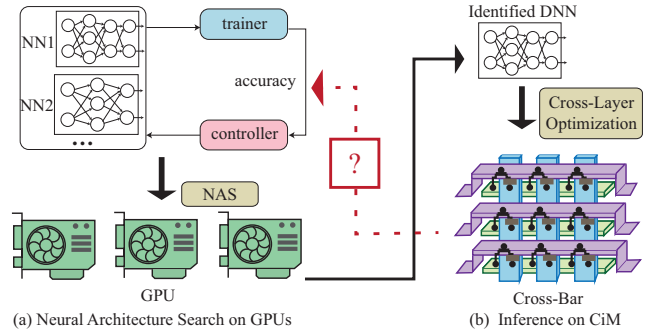 NN1
NN2
...
trainer
accuracy
controller
NAS
GPU
(a) Neural Architecture Search on GPUs
?
Identified DNN
Cross-Layer
Optimization
Cross-Bar
(b) Inference on CiM